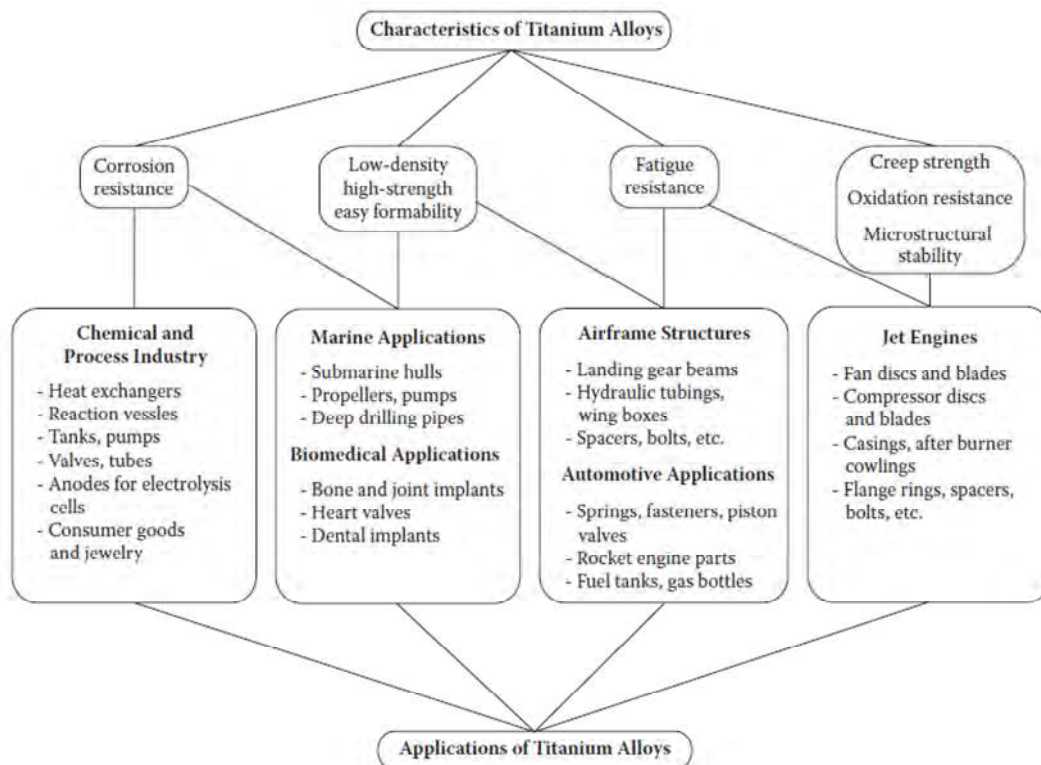 Characteristics of Titanium Alloys
Corrosion
resistance
Low-density
high-strength
easy formability
Fatigue
resistance
Creep strength
Oxidation resistance
Microstructural
stability
Chemical and
Process Industry
- Heat exchangers
- Reaction vessles
- Tanks, pumps
- Valves, tubes
- Anodes for electrolysis
cells
- Consumer goods
and jewelry
Marine Applications
- Submarine hulls
- Propellers, pumps
- Deep drilling pipes
Biomedical Applications
- Bone and joint implants
- Heart valves
- Dental implants
Airframe Structures
- Landing gear beams
- Hydraulic tubings,
wing boxes
- Spacers, bolts, etc.
Automotive Applications
- Springs, fasteners, piston
valves
- Rocket engine parts
- Fuel tanks, gas bottles
Jet Engines
- Fan discs and blades
- Compressor discs
and blades
- Casings, after burner
cowlings
- Flange rings, spacers,
bolts, etc.
Applications of Titanium Alloys